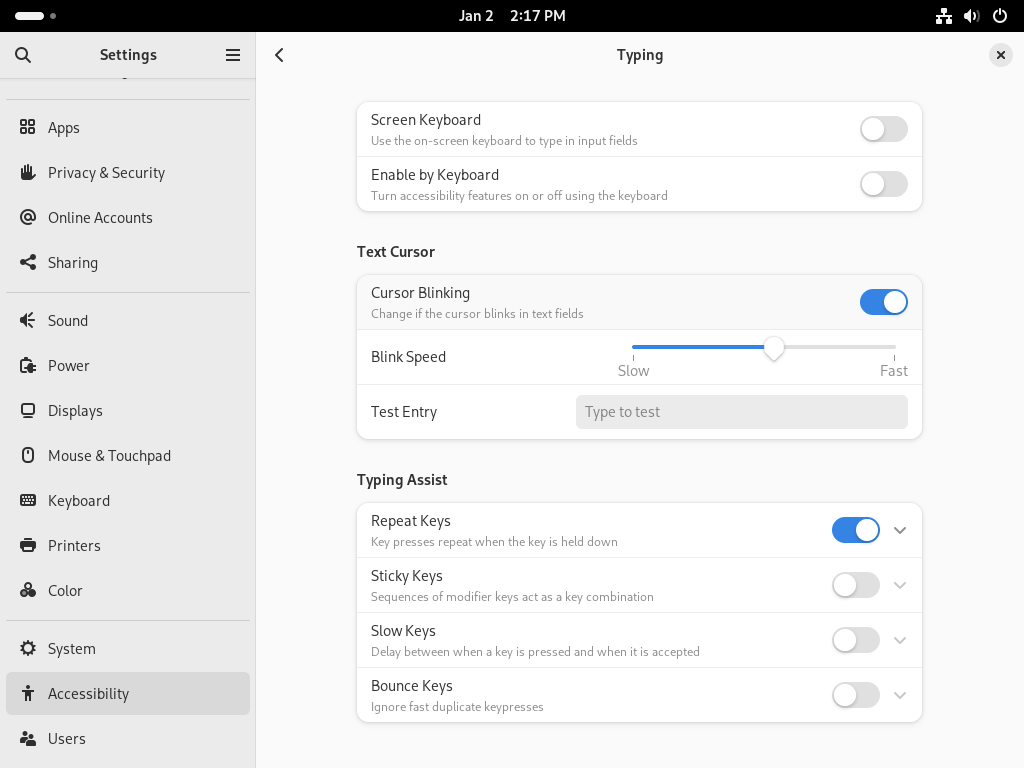 Jan 2 2:17 PM
Settings
Typing
Apps
Privacy & Security
Online Accounts
Sharing
Sound
Power
Displays
Mouse & Touchpad
Keyboard
Printers
Color
System
Accessibility
Users
Screen Keyboard
Use the on-screen keyboard to type in input fields
Enable by Keyboard
Turn accessibility features on or off using the keyboard
Text Cursor
Cursor Blinking
Change if the cursor blinks in text fields
Blink Speed
Slow
Fast
Test Entry
Type to test
Typing Assist
Repeat Keys
Key presses repeat when the key is held down
Sticky Keys
Sequences of modifier keys act as a key combination
Slow Keys
Delay between when a key is pressed and when it is accepted
Bounce Keys
Ignore fast duplicate keypresses